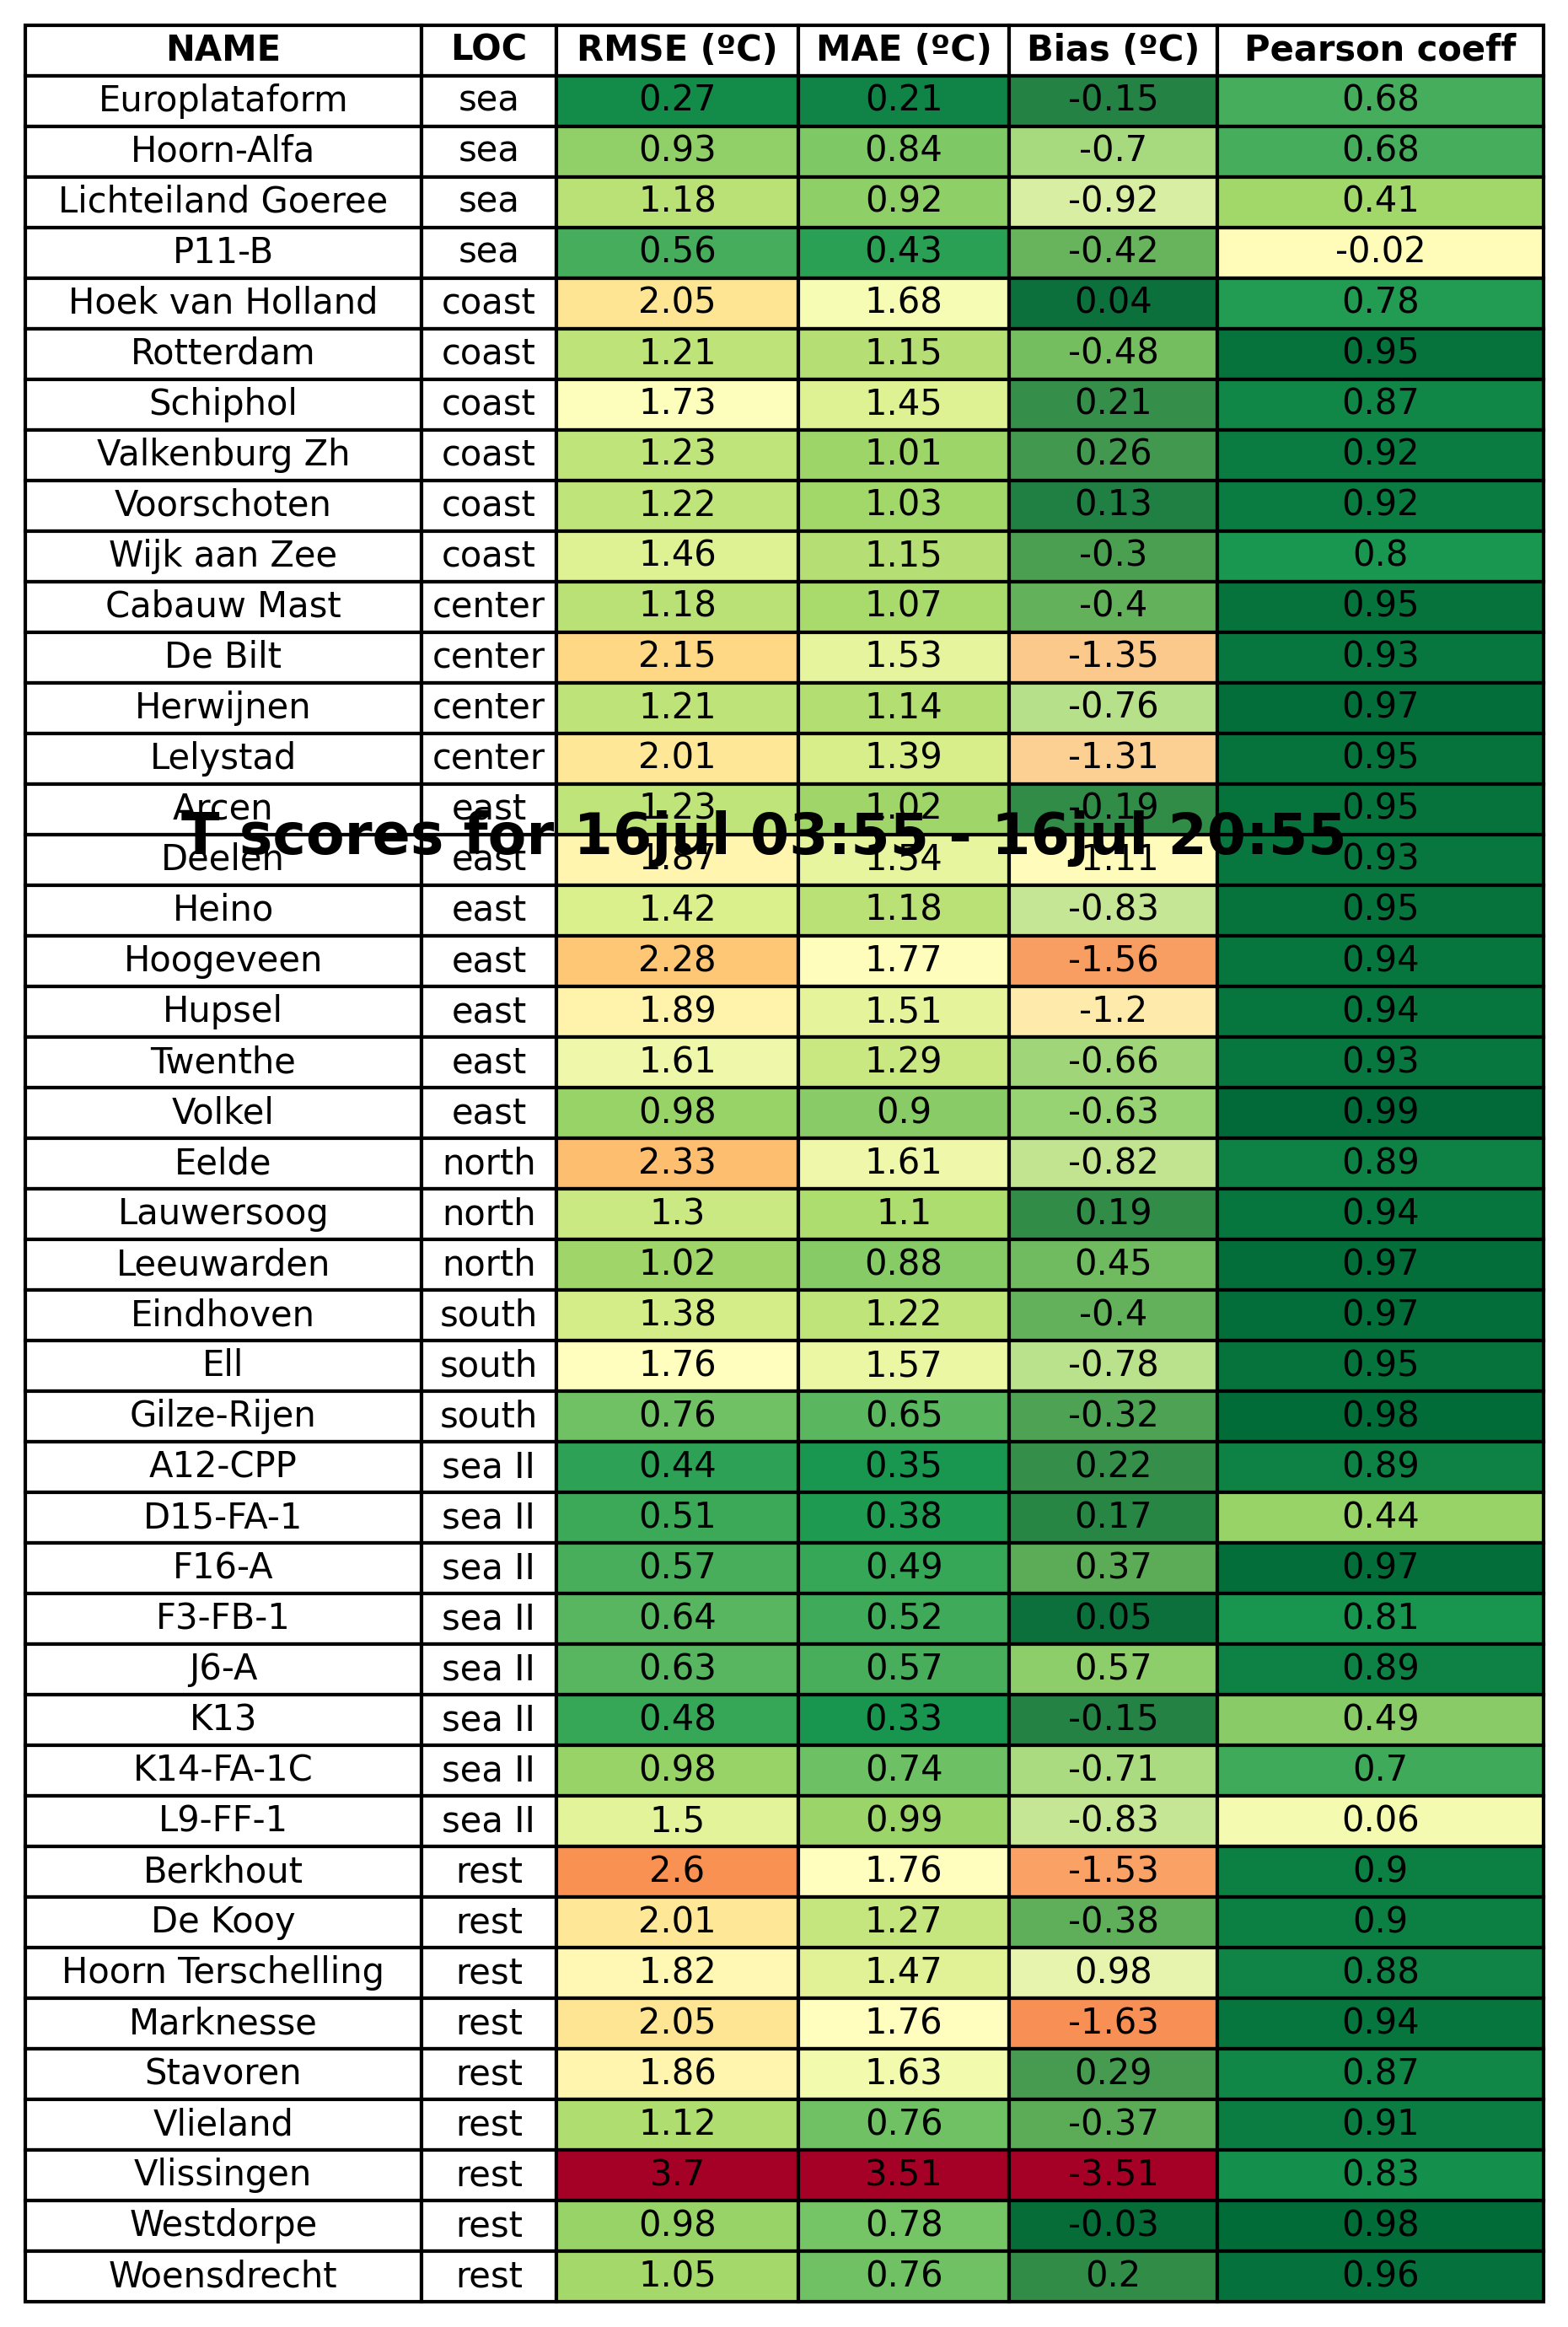 NAME LOC RMSE (ºC) MAE (ºC) Bias (ºC) Pearson coeff
Europlataform sea 0.27 0.21 -0.15 0.68
Hoorn-Alfa sea 0.93 0.84 -0.7 0.68
Lichteiland Goeree sea 1.18 0.92 -0.92 0.41
P11-B sea 0.56 0.43 -0.42 -0.02
Hoek van Holland coast 2.05 1.68 0.04 0.78
Rotterdam coast 1.21 1.15 -0.48 0.95
Schiphol coast 1.73 1.45 0.21 0.87
Valkenburg Zh coast 1.23 1.01 0.26 0.92
Voorschoten coast 1.22 1.03 0.13 0.92
Wijk aan Zee coast 1.46 1.15 -0.3 0.8
Cabauw Mast center 1.18 1.07 -0.4 0.95
De Bilt center 2.15 1.53 -1.35 0.93
Herwijnen center 1.21 1.14 -0.76 0.97
Lelystad center 2.01 1.39 -1.31 0.95
Arcen east 1.23 1.02 -0.19 0.95
T scores for 16jul 03:55 - 16jul 20:55
Deelen east 1.87 1.54 -1.11 0.93
Heino east 1.42 1.18 -0.83 0.95
Hoogeveen east 2.28 1.77 -1.56 0.94
Hupsel east 1.89 1.51 -1.2 0.94
Twenthe east 1.61 1.29 -0.66 0.93
Volkel east 0.98 0.9 -0.63 0.99
Eelde north 2.33 1.61 -0.82 0.89
Lauwersoog north 1.3 1.1 0.19 0.94
Leeuwarden north 1.02 0.88 0.45 0.97
Eindhoven south 1.38 1.22 -0.4 0.97
Ell south 1.76 1.57 -0.78 0.95
Gilze-Rijen south 0.76 0.65 -0.32 0.98
A12-CPP sea II 0.44 0.35 0.22 0.89
D15-FA-1 sea II 0.51 0.38 0.17 0.44
F16-A sea II 0.57 0.49 0.37 0.97
F3-FB-1 sea II 0.64 0.52 0.05 0.81
J6-A sea II 0.63 0.57 0.57 0.89
K13 sea II 0.48 0.33 -0.15 0.49
K14-FA-1C sea II 0.98 0.74 -0.71 0.7
L9-FF-1 sea II 1.5 0.99 -0.83 0.06
Berkhout rest 2.6 1.76 -1.53 0.9
De Kooy rest 2.01 1.27 -0.38 0.9
Hoorn Terschelling rest 1.82 1.47 0.98 0.88
Marknesse rest 2.05 1.76 -1.63 0.94
Stavoren rest 1.86 1.63 0.29 0.87
Vlieland rest 1.12 0.76 -0.37 0.91
Vlissingen rest 3.7 3.51 -3.51 0.83
Westdorpe rest 0.98 0.78 -0.03 0.98
Woensdrecht rest 1.05 0.76 0.2 0.96